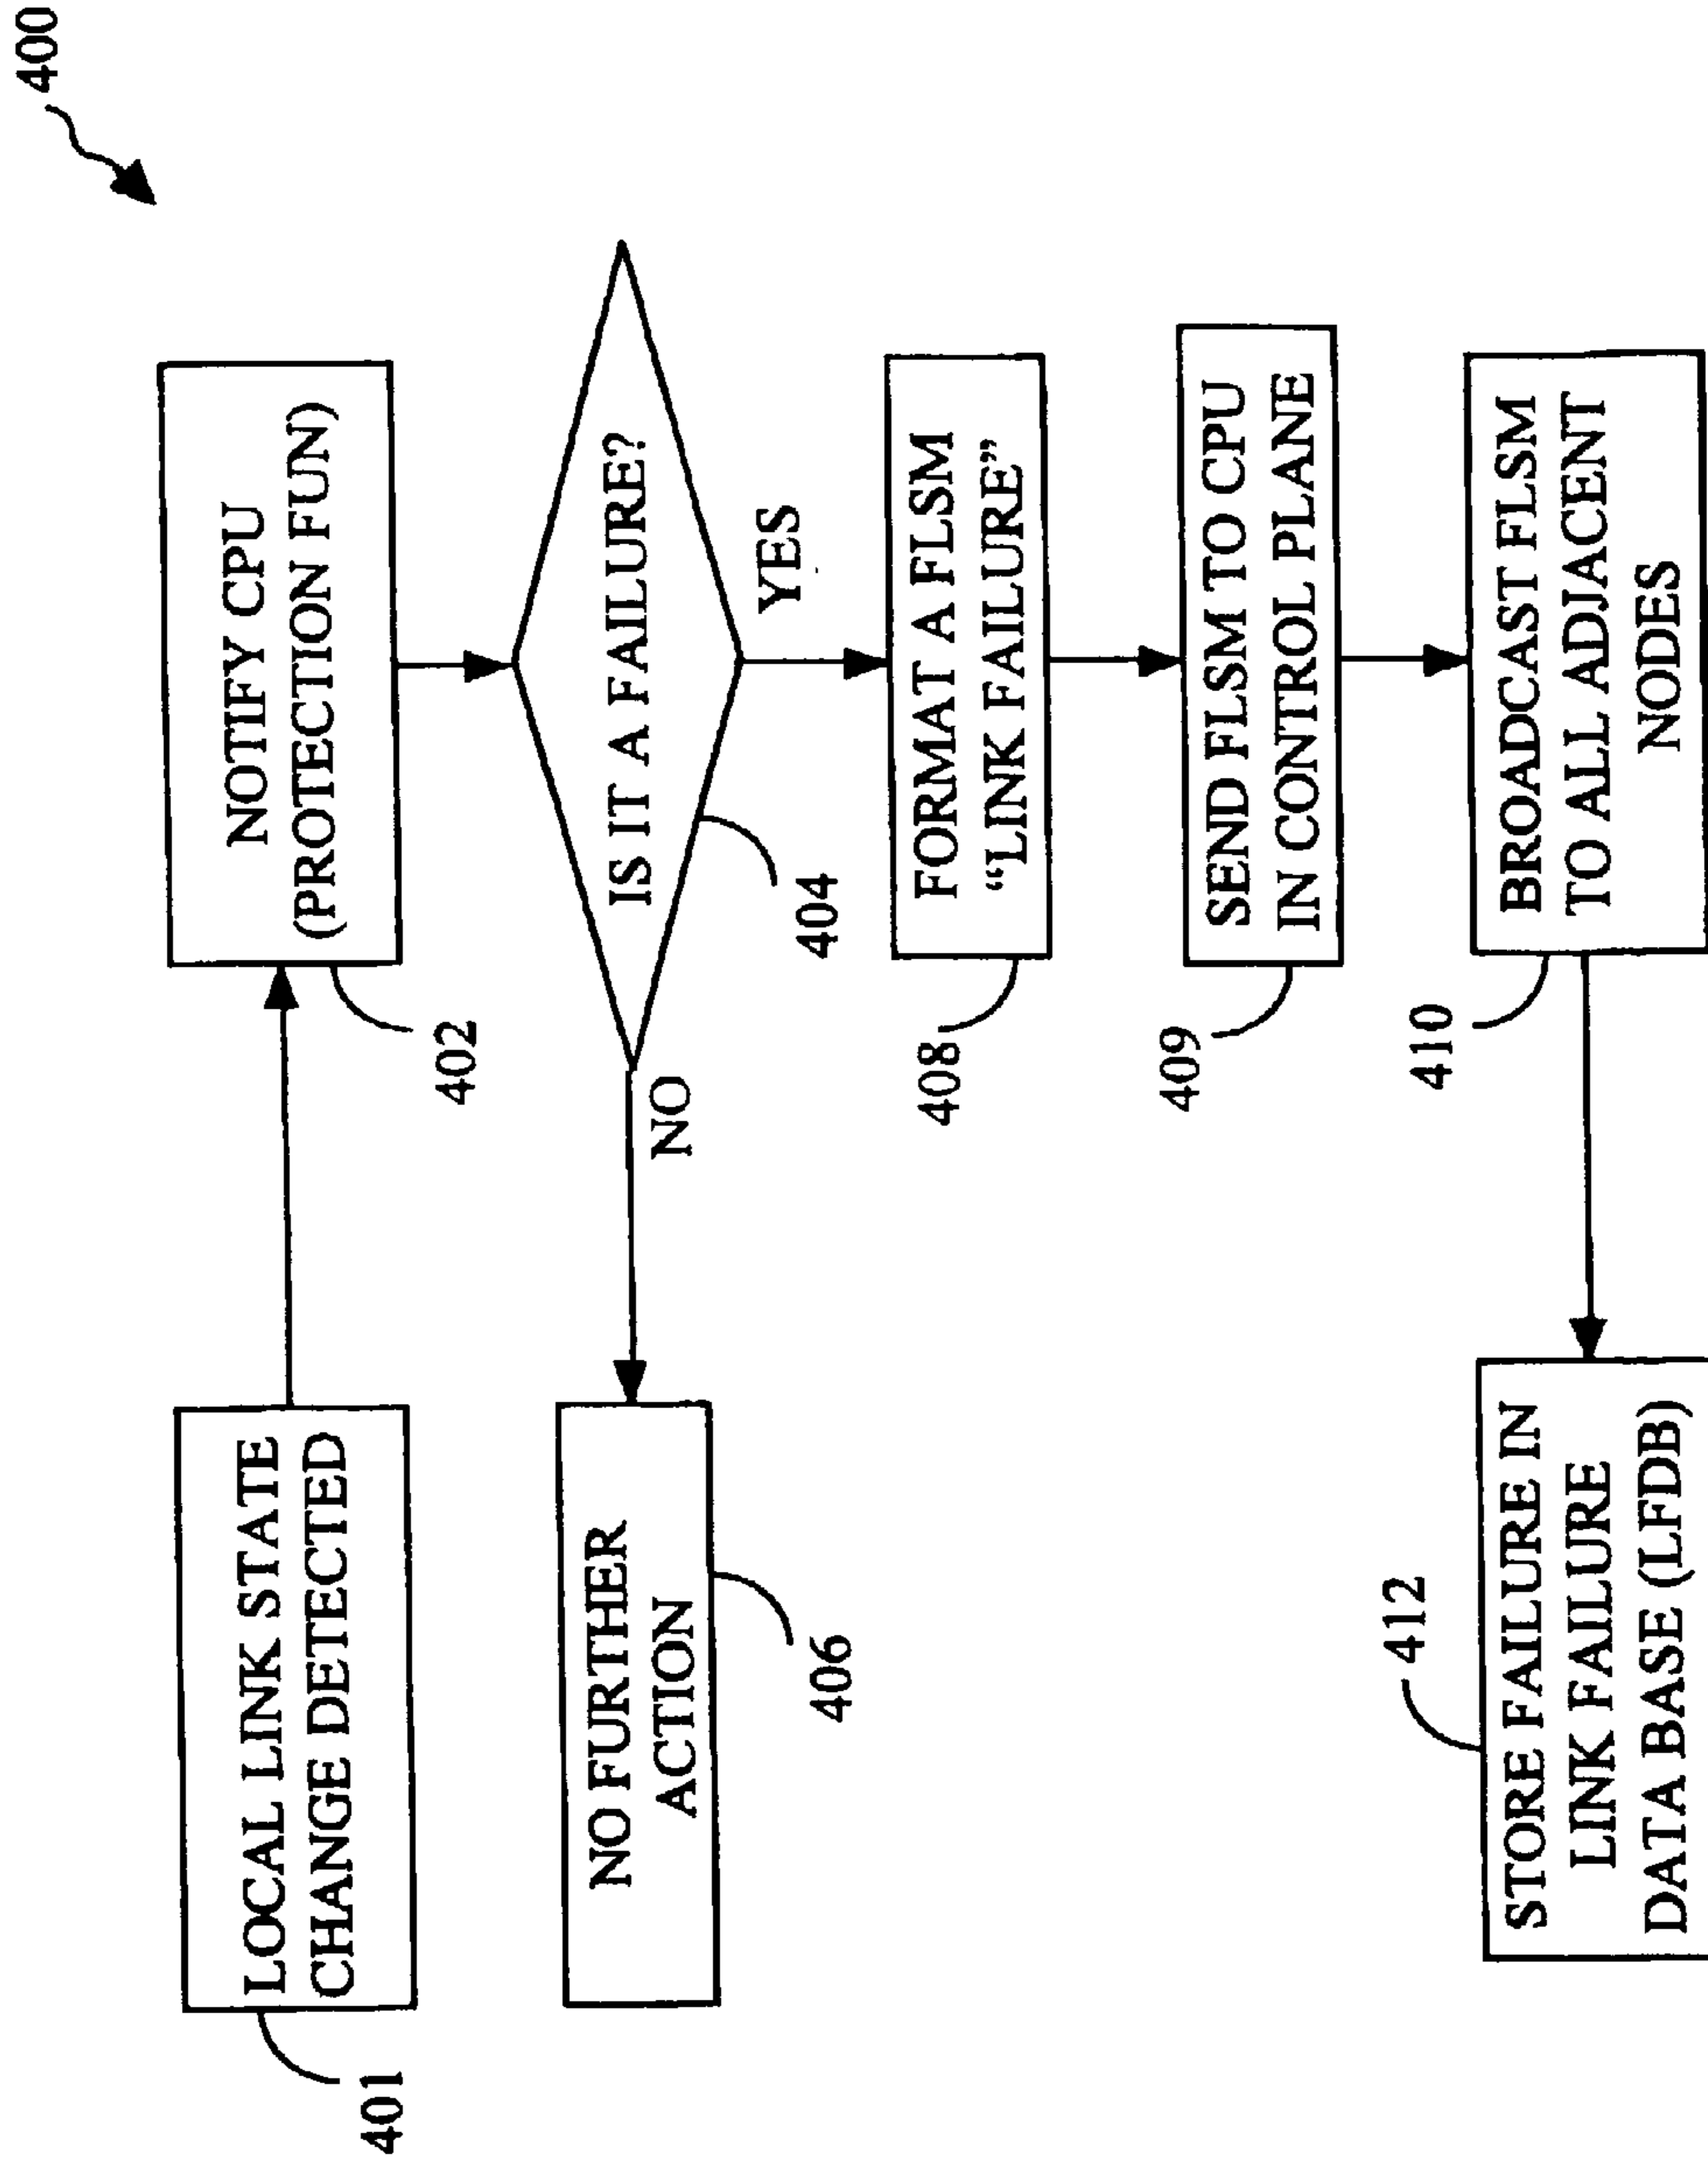 400
LOCAL LINK STATE
CHANGE DETECTED
401
NOTIFY CPU
(PROTECTION FUN)
402
IS IT A FAILURE?
404
NO
YES
NO FURTHER
ACTION
406
FORMAT A FLSM
“LINK FAILURE”
408
SEND FLSM TO CPU
IN CONTROL PLANE
409
BROADCAST FLSM
TO ALL ADJACENT
NODES
410
STORE FAILURE IN
LINK FAILURE
DATA BASE (LFDB)
412